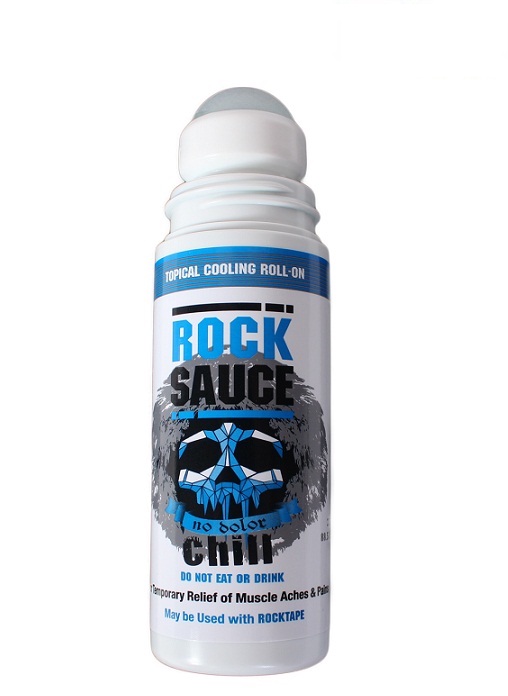 TOPICAL COOLING ROLL-ON
ROCK
SAUCE
no dolor
chill
DO NOT EAT OR DRINK
Temporary Relief of Muscle Aches & Pains
May be Used with ROCKTAPE